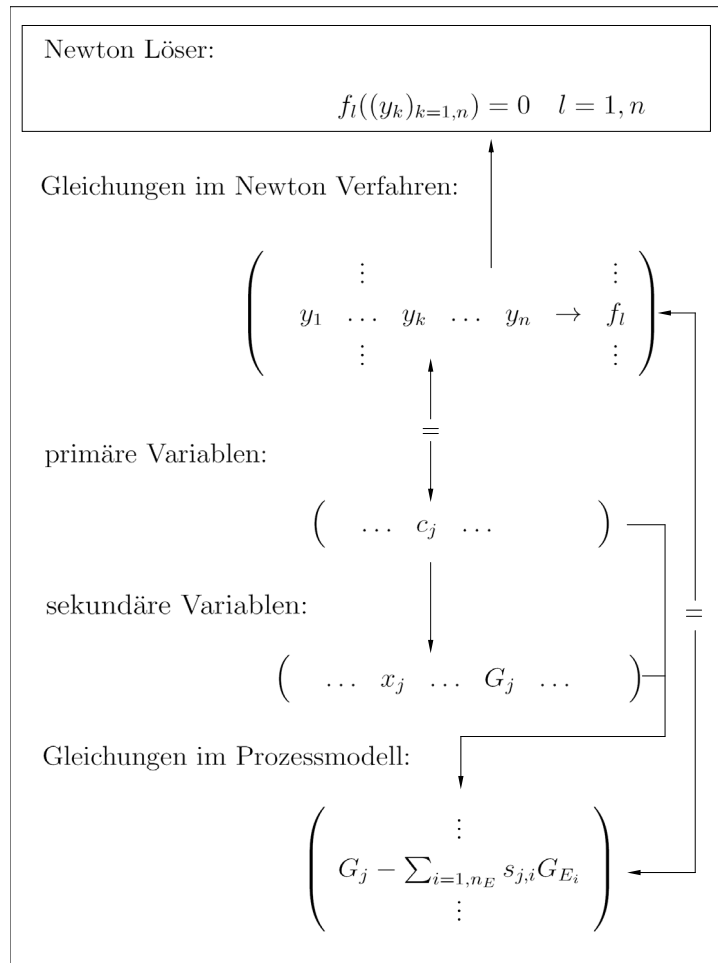 Newton Löser:
f_l((y_k)_{k=1,n}) = 0 l = 1, n
Gleichungen im Newton Verfahren:
⋮ ⋮
y_1 … y_k … y_n → f_l
⋮ ⋮
=
primäre Variablen:
( … c_j … )
sekundäre Variablen:
=
( … x_j … G_j … )
Gleichungen im Prozessmodell:
⋮
G_j − ∑_{i=1,n_E} s_{j,i} G_{E_i}
⋮